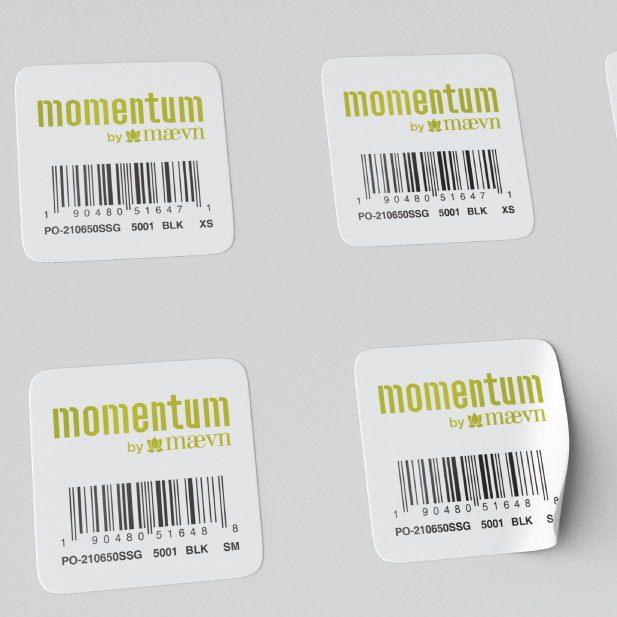 momentum
by mævn
1 90480 51647 1
PO-210650SSG 5001 BLK XS
momentum
by mævn
1 90480 51647 1
PO-210650SSG 5001 BLK XS
momentum
by mævn
1 90480 51648 8
PO-210650SSG 5001 BLK SM
momentum
by mævn
1 90480 51648 8
PO-210650SSG 5001 BLK S